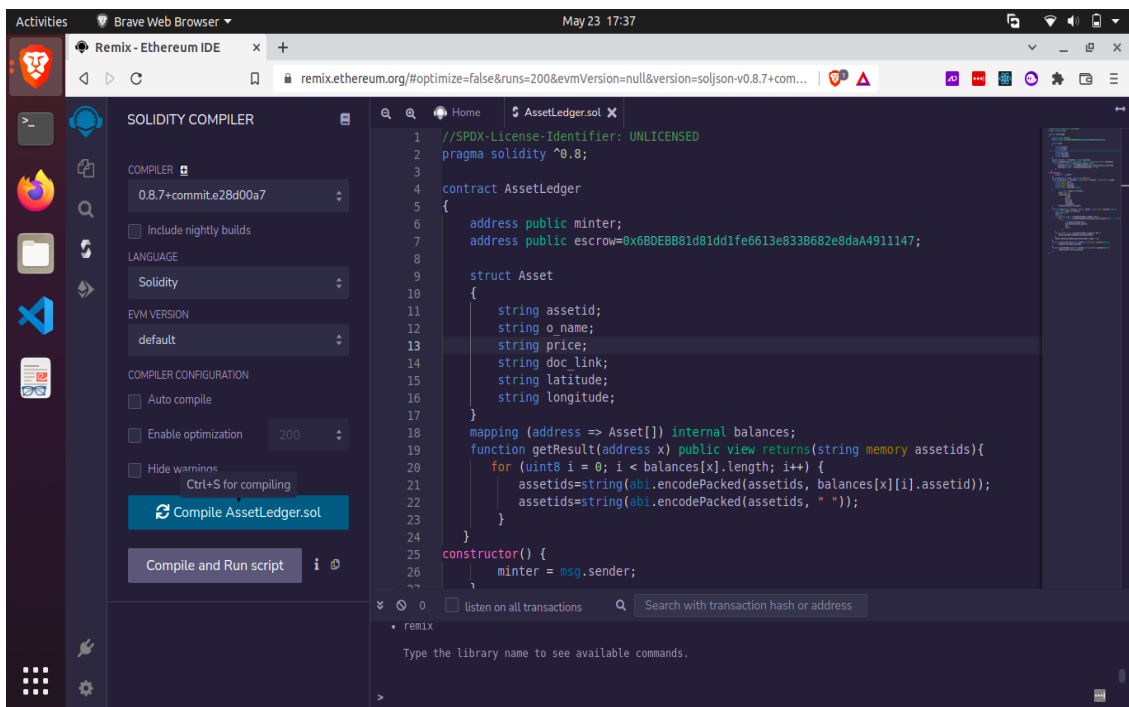 Activities Brave Web Browser May 23 17:37
Remix - Ethereum IDE
remix.ethereum.org/#optimize=false&runs=200&evmVersion=null&version=soljson-v0.8.7+com...
SOLIDITY COMPILER
COMPILER
0.8.7+commit.e28d00a7
Include nightly builds
LANGUAGE
Solidity
EVM VERSION
default
COMPILER CONFIGURATION
Auto compile
Enable optimization 200
Hide warnings
Ctrl+S for compiling
Compile AssetLedger.sol
Compile and Run script
Home AssetLedger.sol
1 //SPDX-License-Identifier: UNLICENSED
2 pragma solidity ^0.8;
3
4 contract AssetLedger
5 {
6 address public minter;
7 address public escrow=0x6BDEBB81d81dd1fe6613e833B682e8daA4911147;
8
9 struct Asset
10 {
11 string assetid;
12 string o_name;
13 string price;
14 string doc_link;
15 string latitude;
16 string longitude;
17 }
18 mapping (address => Asset[]) internal balances;
19 function getResult(address x) public view returns(string memory assetids){
20 for (uint8 i = 0; i < balances[x].length; i++) {
21 assetids=string(abi.encodePacked(assetids, balances[x][i].assetid));
22 assetids=string(abi.encodePacked(assetids, " "));
23 }
24 }
25 constructor() {
26 minter = msg.sender;
27 }
0 listen on all transactions Search with transaction hash or address
• remix
Type the library name to see available commands.
>